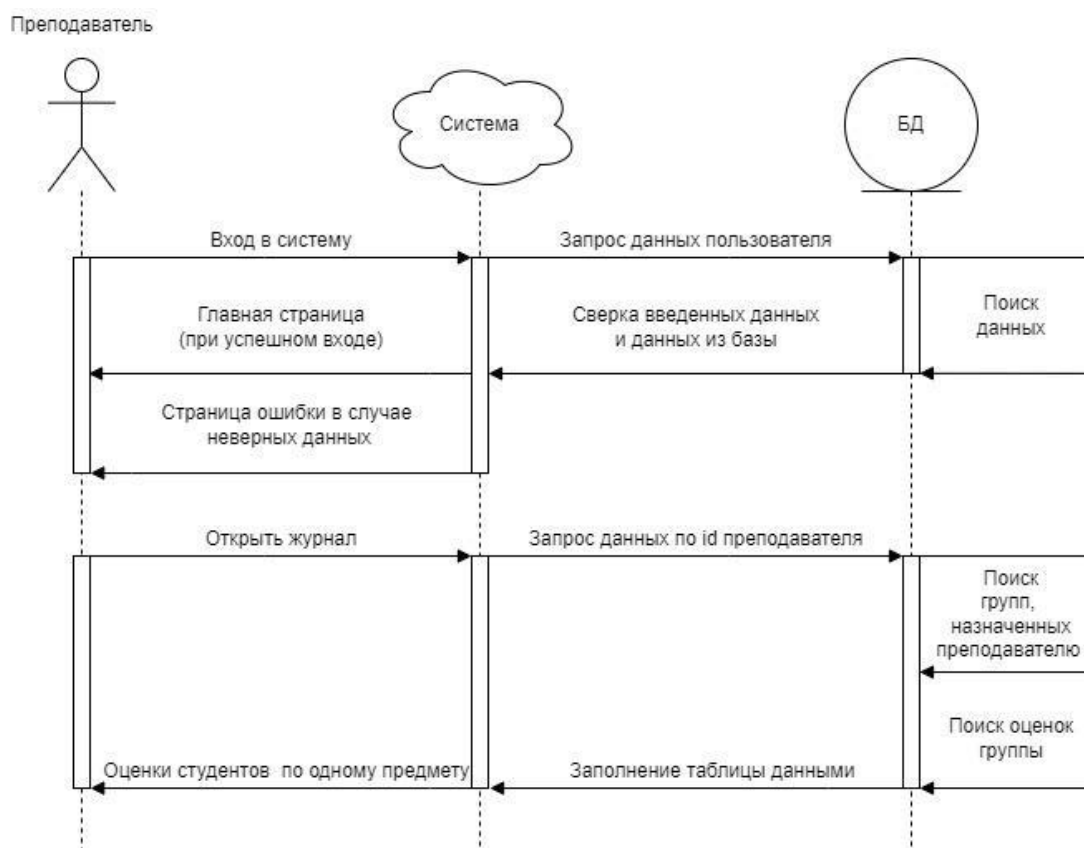 Преподаватель
Система
БД
Вход в систему
Запрос данных пользователя
Главная страница
(при успешном входе)
Сверка введенных данных
и данных из базы
Поиск
данных
Страница ошибки в случае
неверных данных
Открыть журнал
Запрос данных по id преподавателя
Поиск
групп,
назначенных
преподавателю
Поиск оценок
группы
Оценки студентов по одному предмету
Заполнение таблицы данными